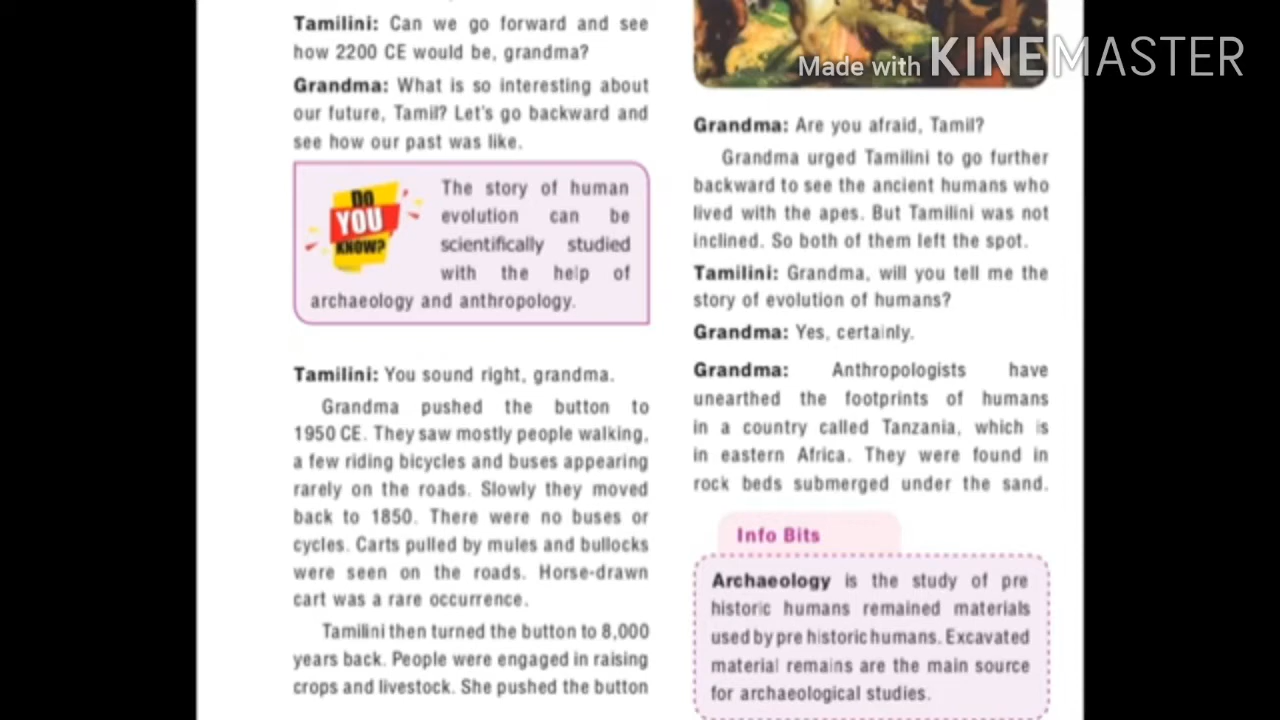 Tamilini: Can we go forward and see
how 2200 CE would be, grandma?
Grandma: What is so interesting about
our future, Tamil? Let's go backward and
see how our past was like.
DO
YOU
KNOW?
The story of human
evolution can be
scientifically studied
with the help of
archaeology and anthropology.
Tamilini: You sound right, grandma.
Grandma pushed the button to
1950 CE. They saw mostly people walking,
a few riding bicycles and buses appearing
rarely on the roads. Slowly they moved
back to 1850. There were no buses or
cycles. Carts pulled by mules and bullocks
were seen on the roads. Horse-drawn
cart was a rare occurrence.
Tamilini then turned the button to 8,000
years back. People were engaged in raising
crops and livestock. She pushed the button
Made with KINEMASTER
Grandma: Are you afraid, Tamil?
Grandma urged Tamilini to go further
backward to see the ancient humans who
lived with the apes. But Tamilini was not
inclined. So both of them left the spot.
Tamilini: Grandma, will you tell me the
story of evolution of humans?
Grandma: Yes, certainly.
Grandma: Anthropologists have
unearthed the footprints of humans
in a country called Tanzania, which is
in eastern Africa. They were found in
rock beds submerged under the sand.
Info Bits
Archaeology is the study of pre
historic humans remained materials
used by pre historic humans. Excavated
material remains are the main source
for archaeological studies.